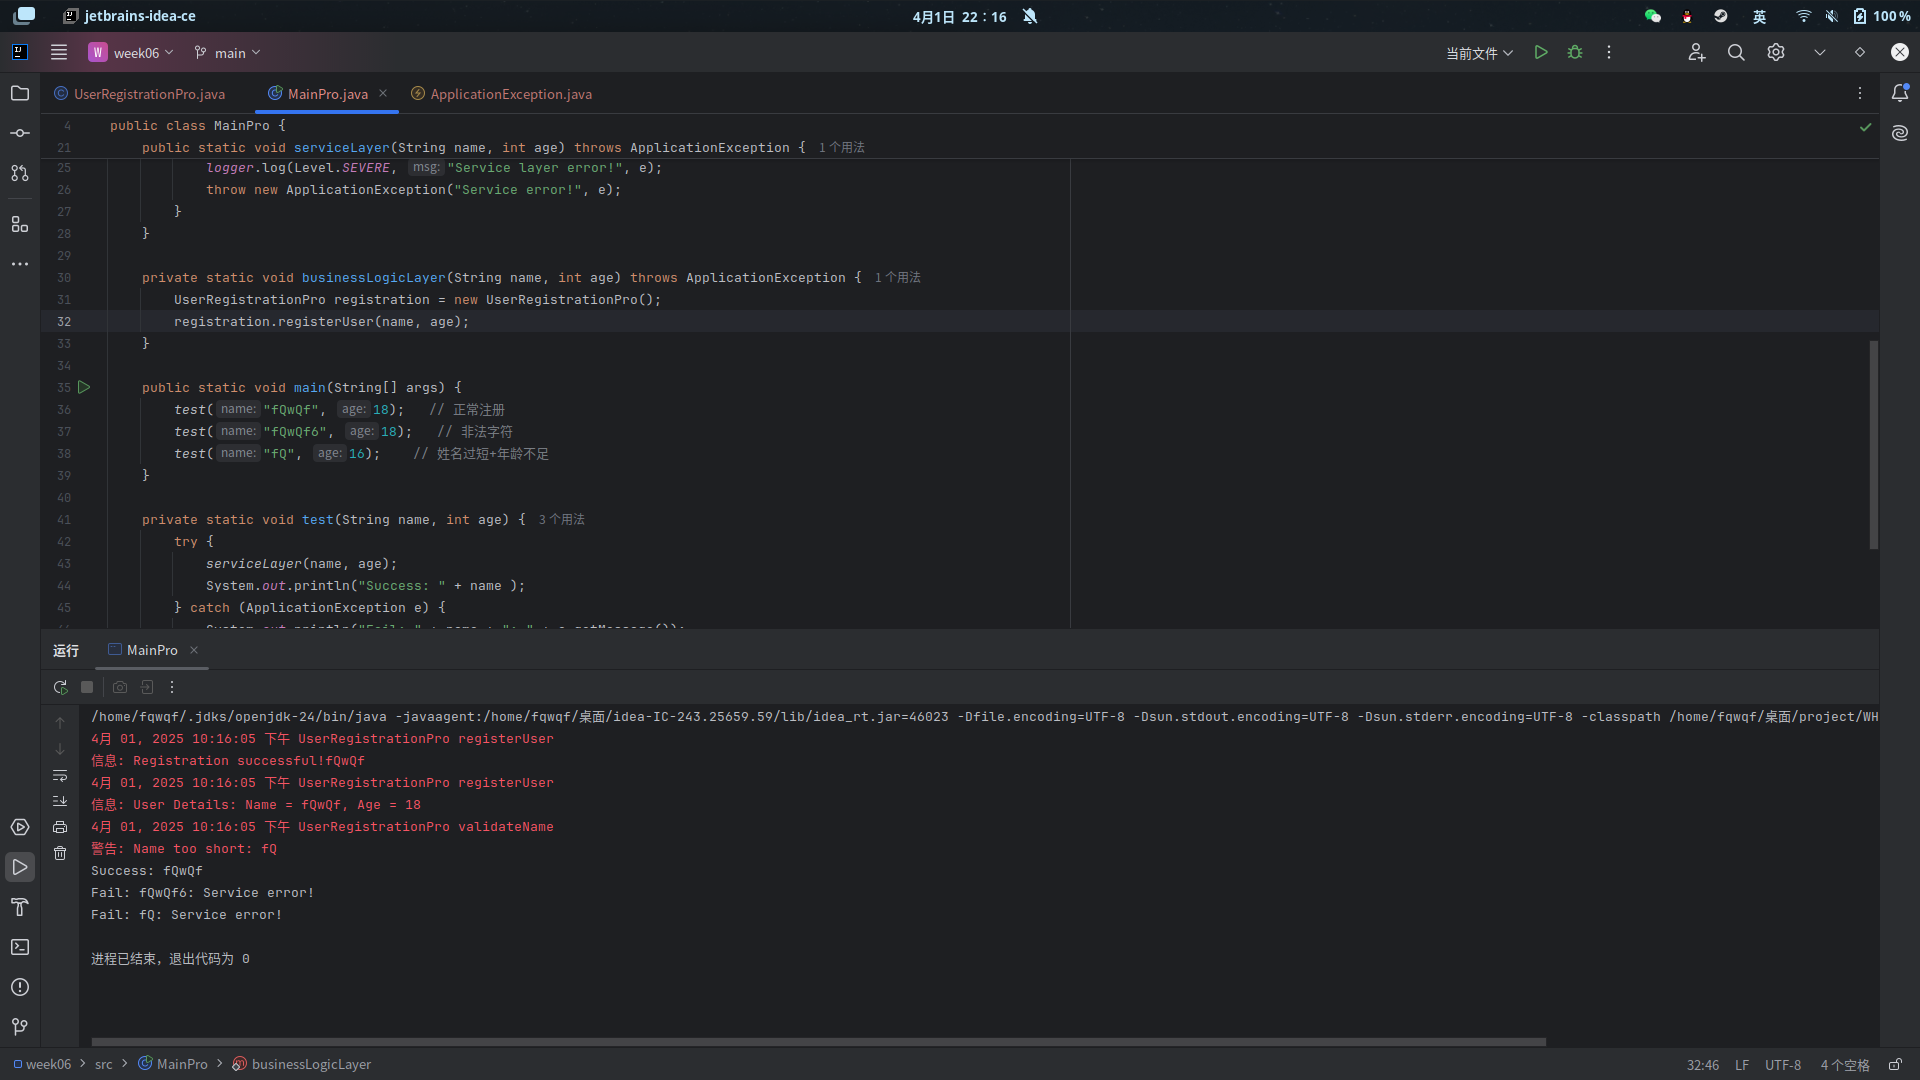 jetbrains-idea-ce
4月1日 22：16
英
100%
week06
main
当前文件
UserRegistrationPro.java
MainPro.java
ApplicationException.java
4 public class MainPro {
21 public static void serviceLayer(String name, int age) throws ApplicationException { 1个用法
25 logger.log(Level.SEVERE, msg: "Service layer error!", e);
26 throw new ApplicationException("Service error!", e);
27 }
28 }
29
30 private static void businessLogicLayer(String name, int age) throws ApplicationException { 1个用法
31 UserRegistrationPro registration = new UserRegistrationPro();
32 registration.registerUser(name, age);
33 }
34
35 public static void main(String[] args) {
36 test( name: "fQwQf", age: 18); // 正常注册
37 test( name: "fQwQf6", age: 18); // 非法字符
38 test( name: "fQ", age: 16); // 姓名过短+年龄不足
39 }
40
41 private static void test(String name, int age) { 3个用法
42 try {
43 serviceLayer(name, age);
44 System.out.println("Success: " + name );
45 } catch (ApplicationException e) {
运行
MainPro
/home/fqwqf/.jdks/openjdk-24/bin/java -javaagent:/home/fqwqf/桌面/idea-IC-243.25659.59/lib/idea_rt.jar=46023 -Dfile.encoding=UTF-8 -Dsun.stdout.encoding=UTF-8 -Dsun.stderr.encoding=UTF-8 -classpath /home/fqwqf/桌面/project/WH
4月 01, 2025 10:16:05 下午 UserRegistrationPro registerUser
信息: Registration successful!fQwQf
4月 01, 2025 10:16:05 下午 UserRegistrationPro registerUser
信息: User Details: Name = fQwQf, Age = 18
4月 01, 2025 10:16:05 下午 UserRegistrationPro validateName
警告: Name too short: fQ
Success: fQwQf
Fail: fQwQf6: Service error!
Fail: fQ: Service error!
进程已结束，退出代码为 0
week06 > src > MainPro > businessLogicLayer
32:46 LF UTF-8 4个空格